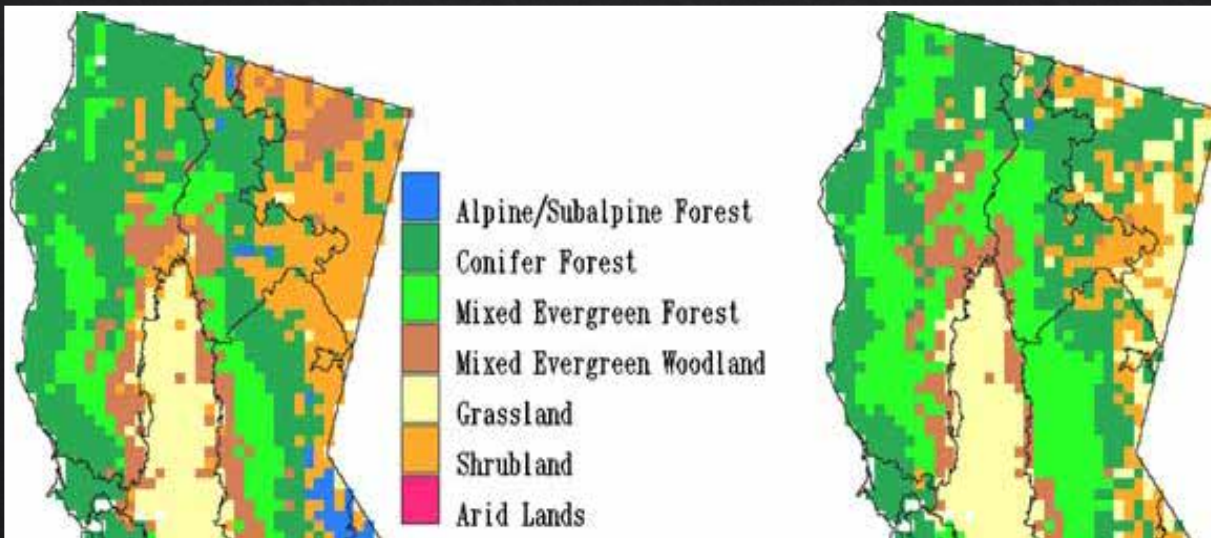 Alpine/Subalpine Forest
Conifer Forest
Mixed Evergreen Forest
Mixed Evergreen Woodland
Grassland
Shrubland
Arid Lands